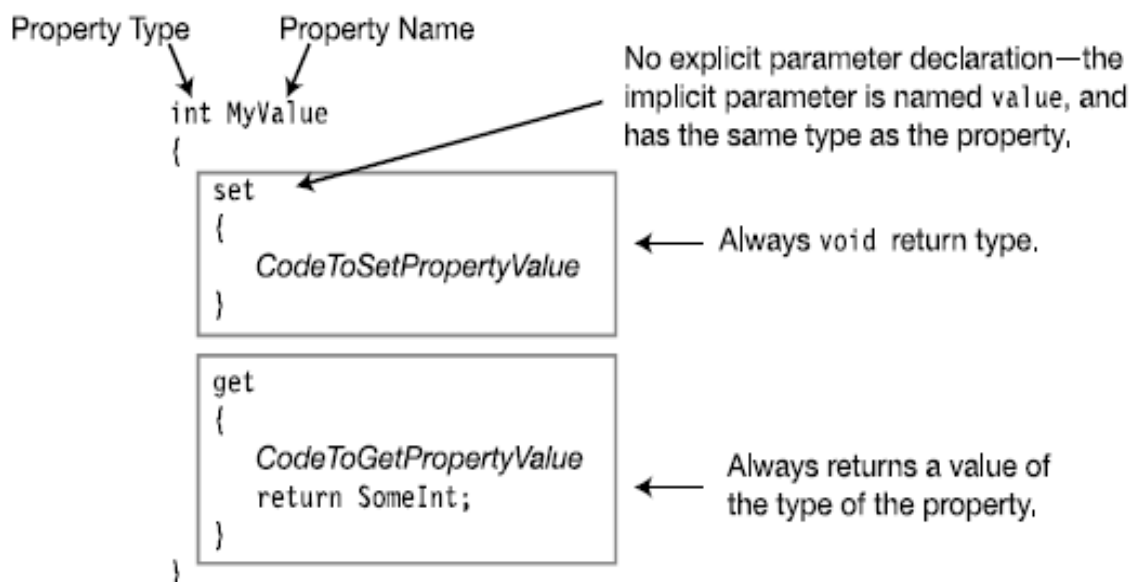 Property Type
Property Name
No explicit parameter declaration—the
implicit parameter is named value, and
has the same type as the property.
int MyValue
{
set
{
CodeToSetPropertyValue
}
Always void return type.
get
{
CodeToGetPropertyValue
return SomeInt;
}
Always returns a value of
the type of the property.
}